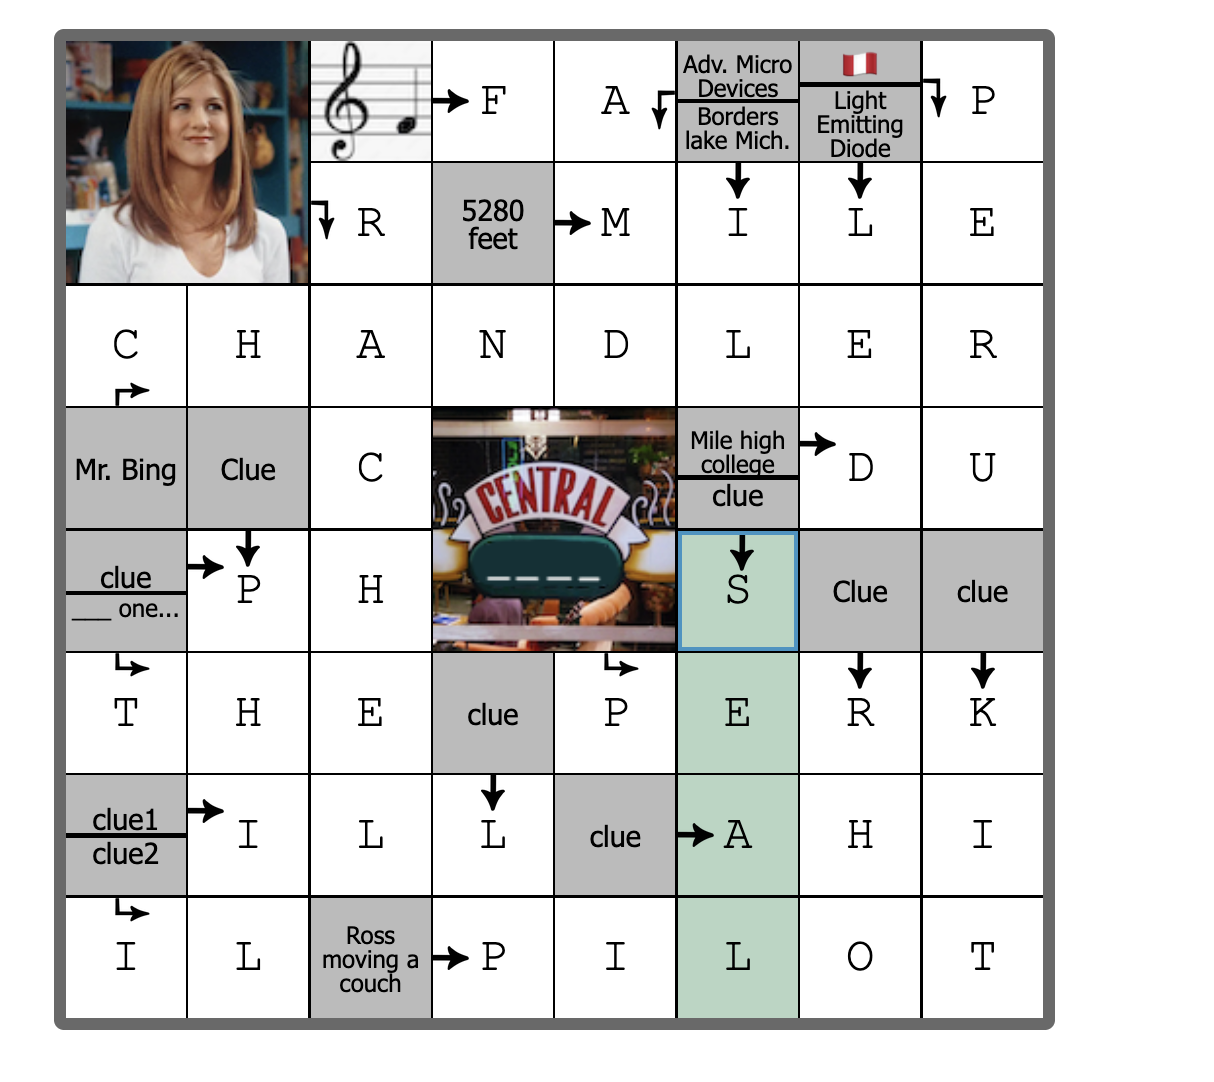 F A Adv. Micro
Devices
Borders
lake Mich.
Light
Emitting
Diode
P
R 5280
feet
M I L E
C H A N D L E R
Mr. Bing Clue C CENTRAL Mile high
college
clue
D U
clue
___ one...
P H _ _ _ _ S Clue clue
T H E clue P E R K
clue1
clue2
I L L clue A H I
I L Ross
moving a
couch
P I L O T